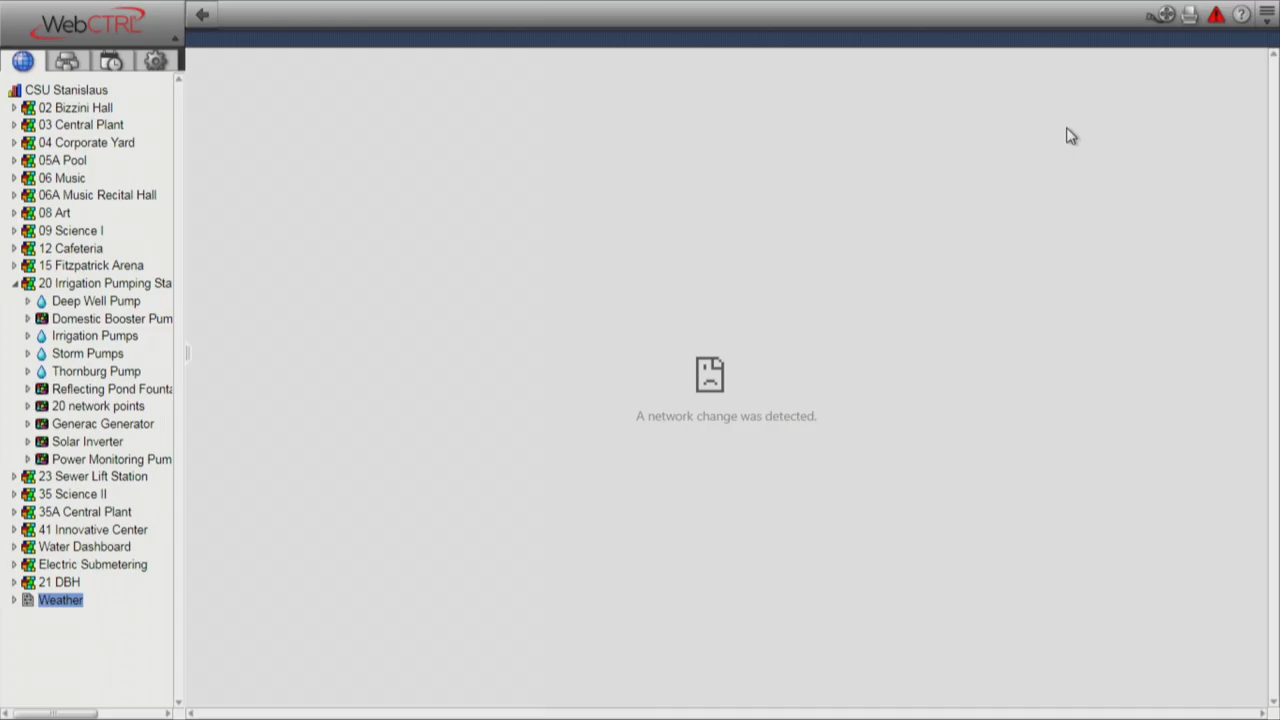 WebCTRL
CSU Stanislaus
02 Bizzini Hall
03 Central Plant
04 Corporate Yard
05A Pool
06 Music
06A Music Recital Hall
08 Art
09 Science I
12 Cafeteria
15 Fitzpatrick Arena
20 Irrigation Pumping Sta
Deep Well Pump
Domestic Booster Pum
Irrigation Pumps
Storm Pumps
Thornburg Pump
Reflecting Pond Founta
20 network points
Generac Generator
Solar Inverter
Power Monitoring Pum
23 Sewer Lift Station
35 Science II
35A Central Plant
41 Innovative Center
Water Dashboard
Electric Submetering
21 DBH
Weather
A network change was detected.